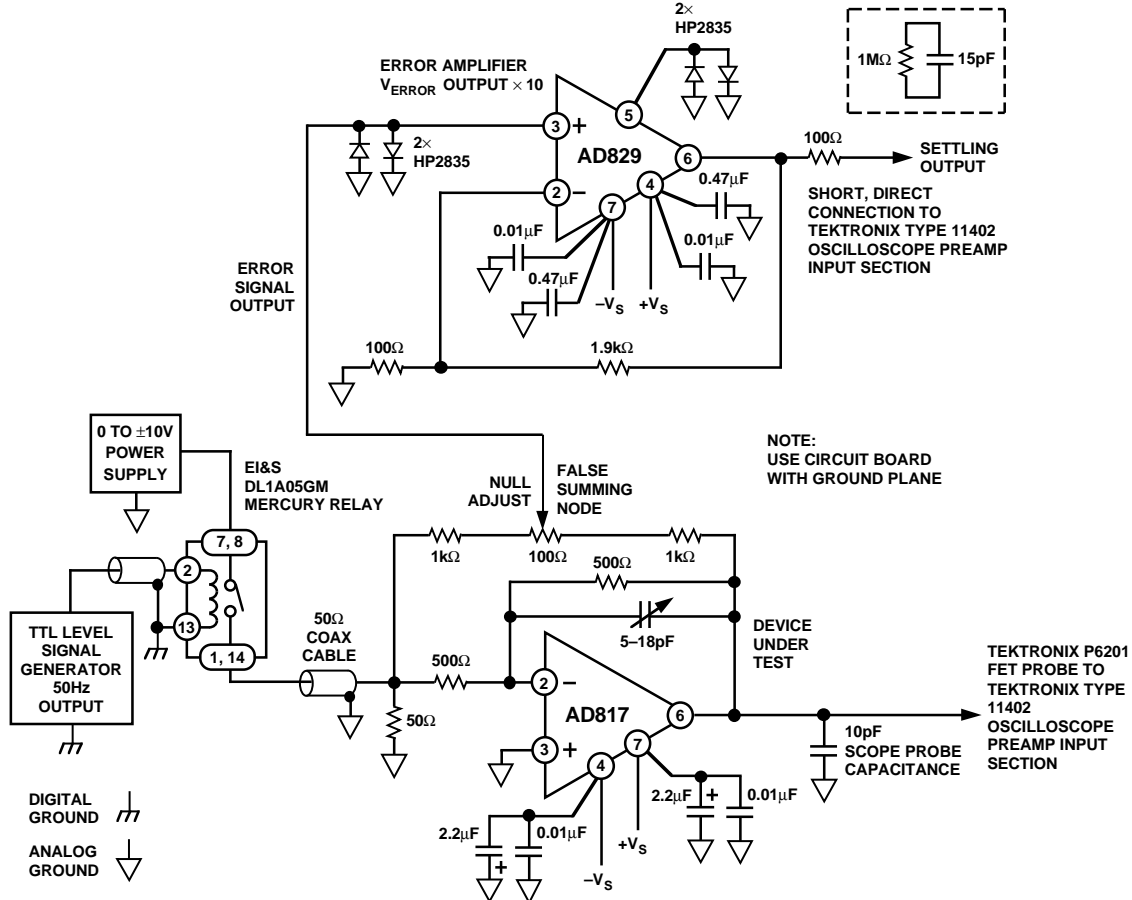 2×
HP2835
ERROR AMPLIFIER
VERROR OUTPUT × 10
1MΩ
15pF
5
3
+
2×
HP2835
AD829
6
100Ω
SETTLING
OUTPUT
2
−
4
7
0.47μF
0.01μF
0.01μF
0.47μF
−VS
+VS
SHORT, DIRECT
CONNECTION TO
TEKTRONIX TYPE 11402
OSCILLOSCOPE PREAMP
INPUT SECTION
ERROR
SIGNAL
OUTPUT
100Ω
1.9kΩ
0 TO ±10V
POWER
SUPPLY
EI&S
DL1A05GM
MERCURY RELAY
NULL
ADJUST
FALSE
SUMMING
NODE
NOTE:
USE CIRCUIT BOARD
WITH GROUND PLANE
7, 8
2
13
1, 14
1kΩ
100Ω
1kΩ
500Ω
5–18pF
TTL LEVEL
SIGNAL
GENERATOR
50Hz
OUTPUT
50Ω
COAX
CABLE
500Ω
50Ω
DEVICE
UNDER
TEST
2
−
AD817
6
3
+
4
7
TEKTRONIX P6201
FET PROBE TO
TEKTRONIX TYPE
11402
OSCILLOSCOPE
PREAMP INPUT
SECTION
10pF
SCOPE PROBE
CAPACITANCE
2.2μF
+
0.01μF
2.2μF
+
0.01μF
+VS
−VS
DIGITAL
GROUND
ANALOG
GROUND